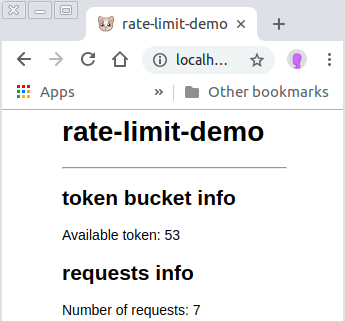 rate-limit-demo
localh...
Apps
Other bookmarks
rate-limit-demo
token bucket info
Available token: 53
requests info
Number of requests: 7